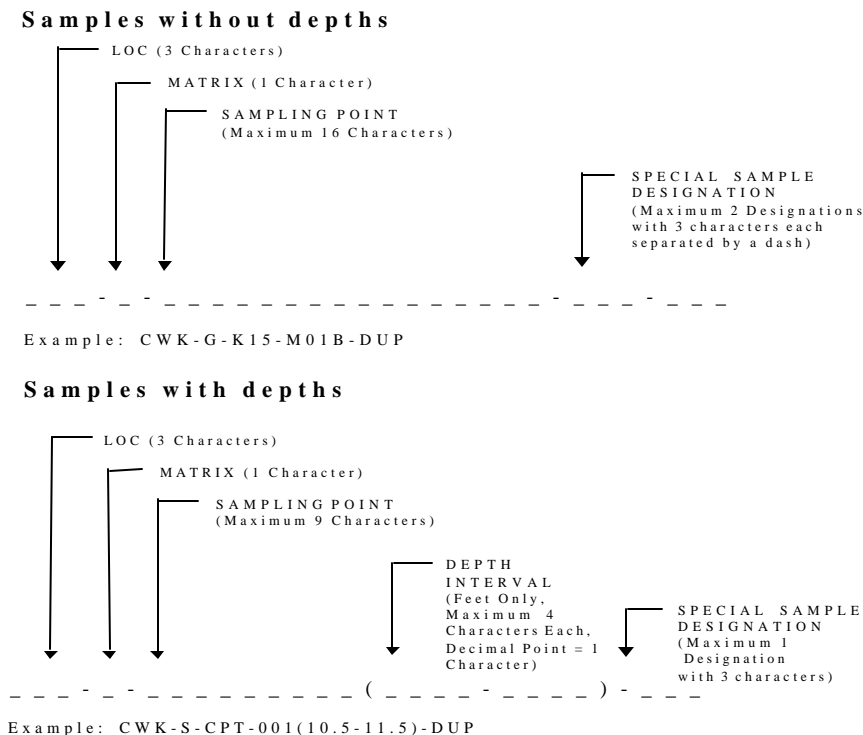 Samples without depths
LOC (3 Characters)
MATRIX (1 Character)
SAMPLING POINT
(Maximum 16 Characters)
SPECIAL SAMPLE
DESIGNATION
(Maximum 2 Designations
with 3 characters each
separated by a dash)
_ _ _ - _ - _ _ _ _ _ _ _ _ _ _ _ _ _ _ _ _ - _ _ _ - _ _ _
Example: CWK-G-K15-M01B-DUP
Samples with depths
LOC (3 Characters)
MATRIX (1 Character)
SAMPLING POINT
(Maximum 9 Characters)
DEPTH
INTERVAL
(Feet Only,
Maximum 4
Characters Each,
Decimal Point = 1
Character)
SPECIAL SAMPLE
DESIGNATION
(Maximum 1
Designation
with 3 characters)
_ _ _ - _ - _ _ _ _ _ _ _ _ _ ( _ _ _ _ - _ _ _ _ ) - _ _ _
Example: CWK-S-CPT-001(10.5-11.5)-DUP